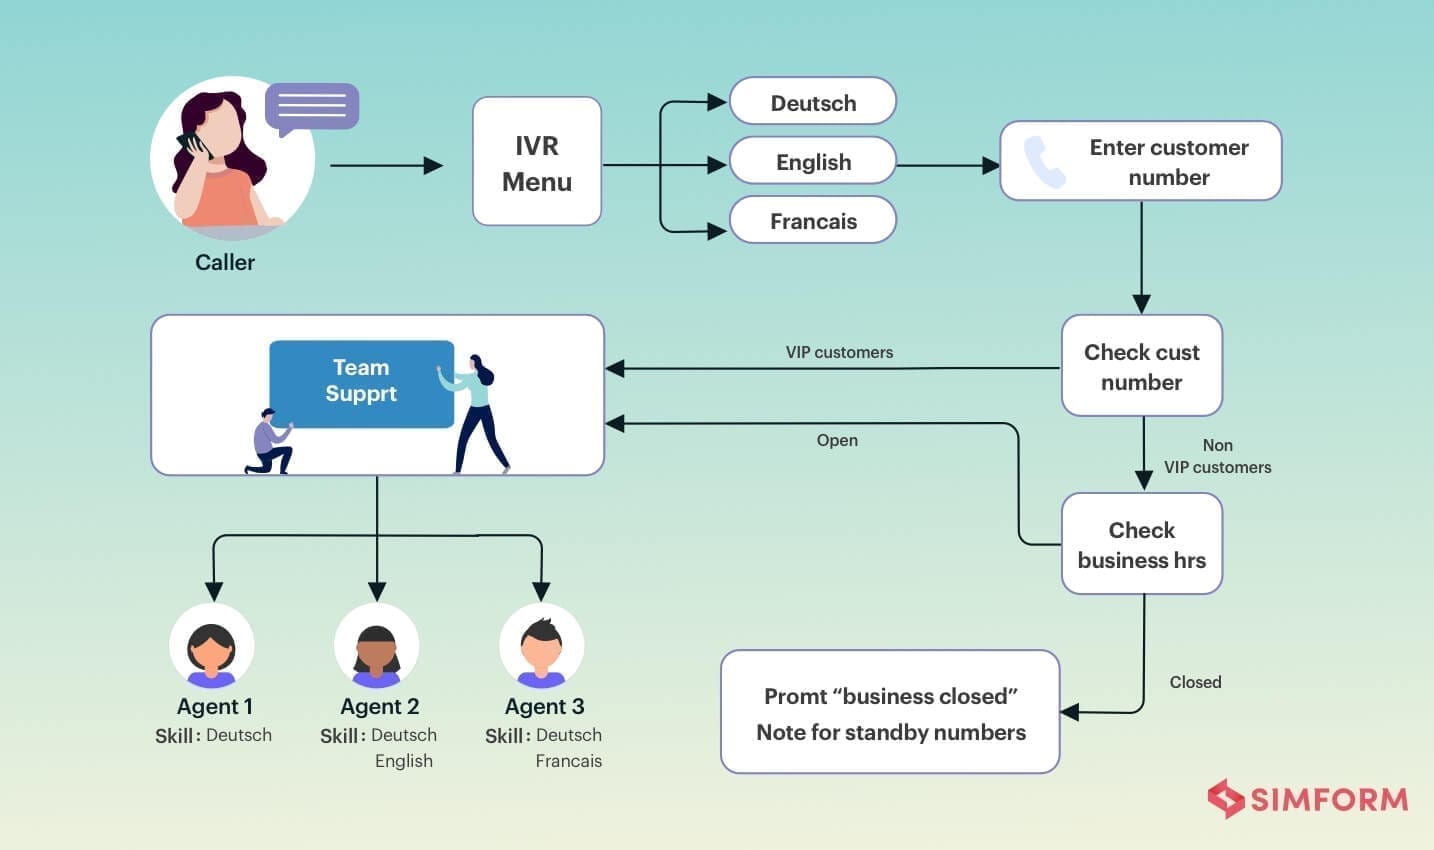 Caller
IVR
Menu
Deutsch
English
Francais
Enter customer
number
Check cust
number
VIP customers
Non
VIP customers
Check
business hrs
Open
Closed
Promt “business closed”
Note for standby numbers
Team
Supprt
Agent 1
Skill : Deutsch
Agent 2
Skill : Deutsch
English
Agent 3
Skill : Deutsch
Francais
SIMFORM